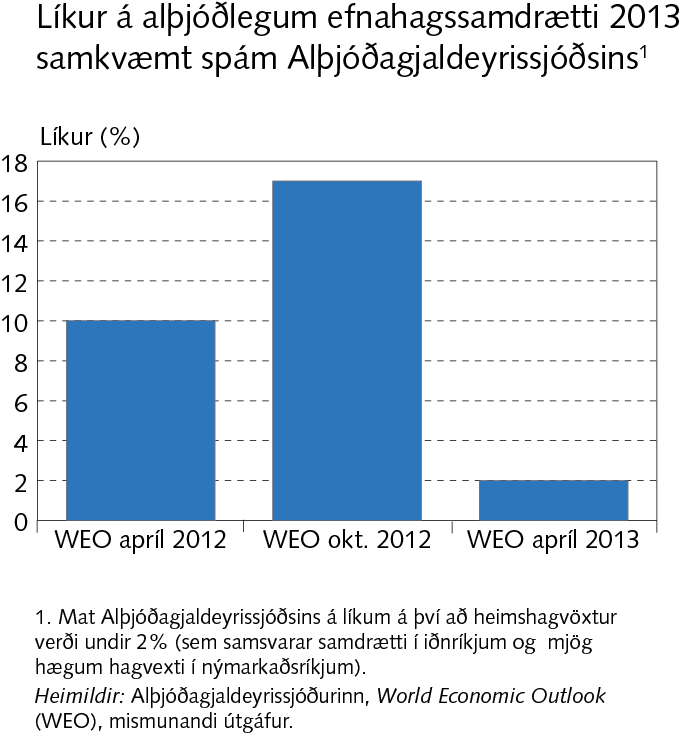 Líkur á alþjóðlegum efnahagssamdrætti 2013
samkvæmt spám Alþjóðagjaldeyrissjóðsins¹
Líkur (%)
18
16
14
12
10
8
6
4
2
0
WEO apríl 2012 WEO okt. 2012 WEO apríl 2013
1. Mat Alþjóðagjaldeyrissjóðsins á líkum á því að heimshagvöxtur
verði undir 2% (sem samsvarar samdrætti í iðnríkjum og mjög
hægum hagvexti í nýmarkaðsríkjum).
Heimildir: Alþjóðagjaldeyrissjóðurinn, World Economic Outlook
(WEO), mismunandi útgáfur.